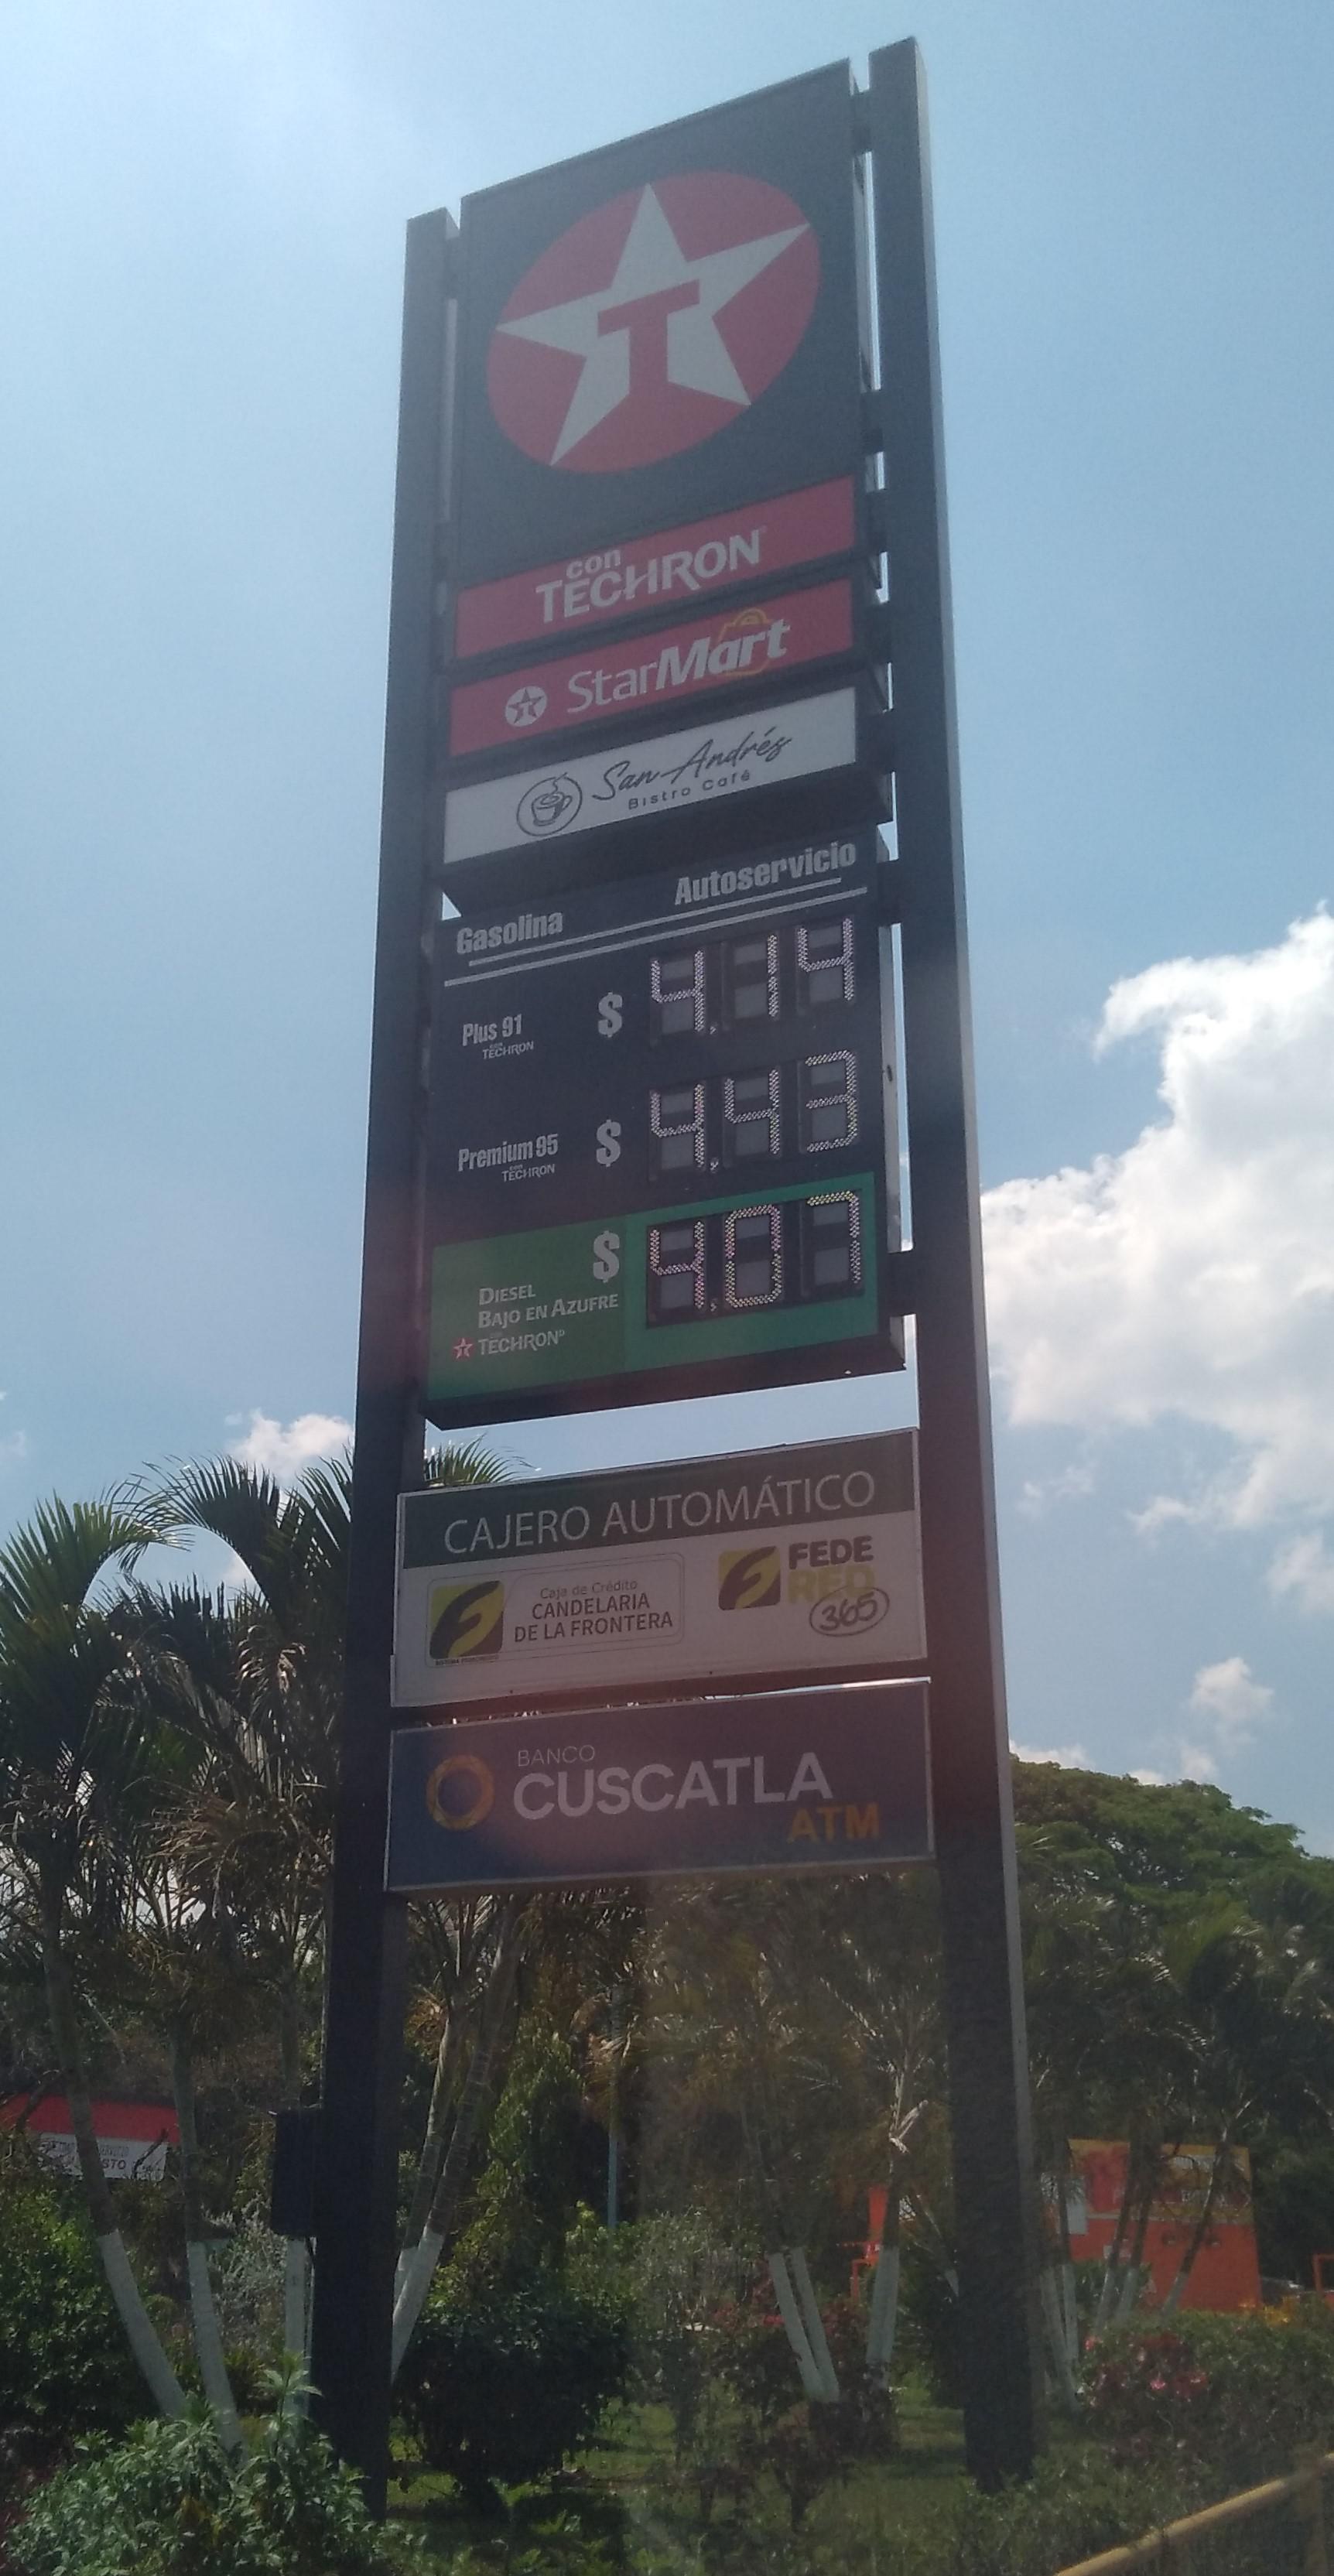 T
con
TECHRON
StarMart
San Andrés
Bistro Café
Gasolina Autoservicio
Plus 91 $ 4.14
con
TECHRON
Premium 95 $ 4.43
con
TECHRON
$ 4.07
DIESEL
BAJO EN AZUFRE
TECHRON D
CAJERO AUTOMÁTICO
Caja de Crédito
CANDELARIA
DE LA FRONTERA
FEDE
RED
365
BANCO
CUSCATLA
ATM